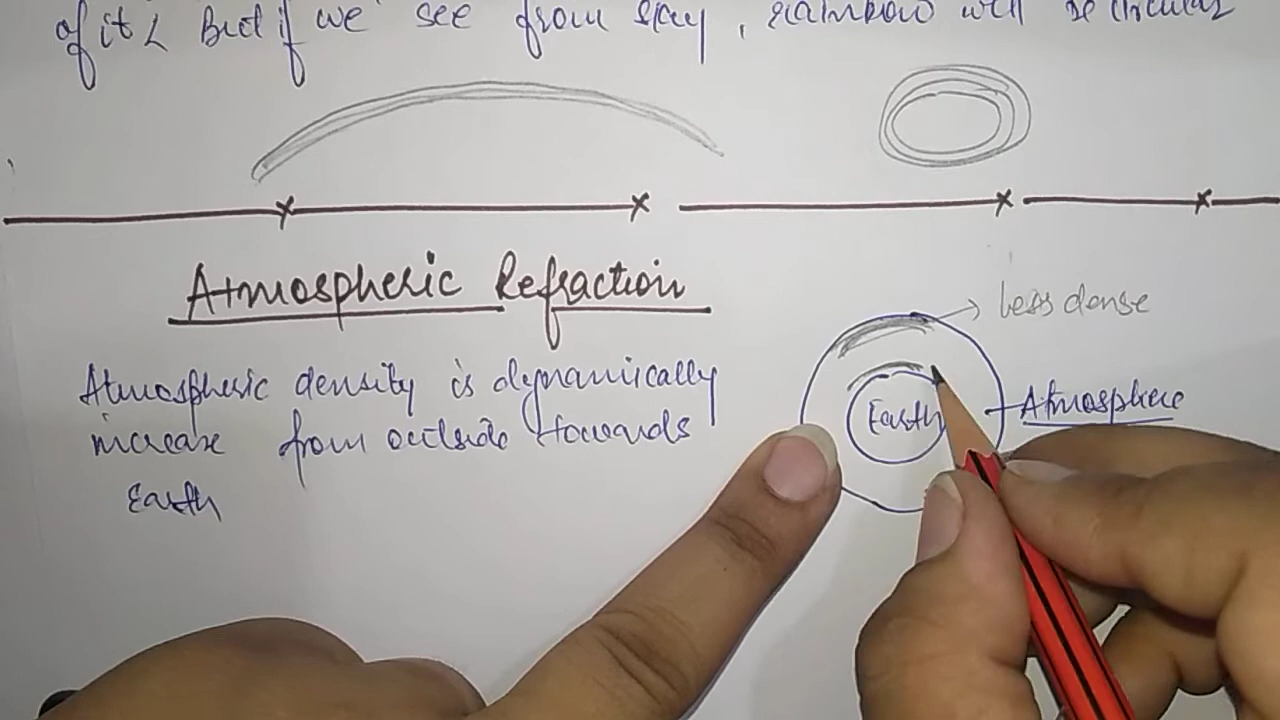 of it ∠ But if we see from sky, rainbow will be circular
Atmospheric Refraction
less dense
Atmospheric density is dynamically
increase from outside towards
Earth
Earth
Atmosphere